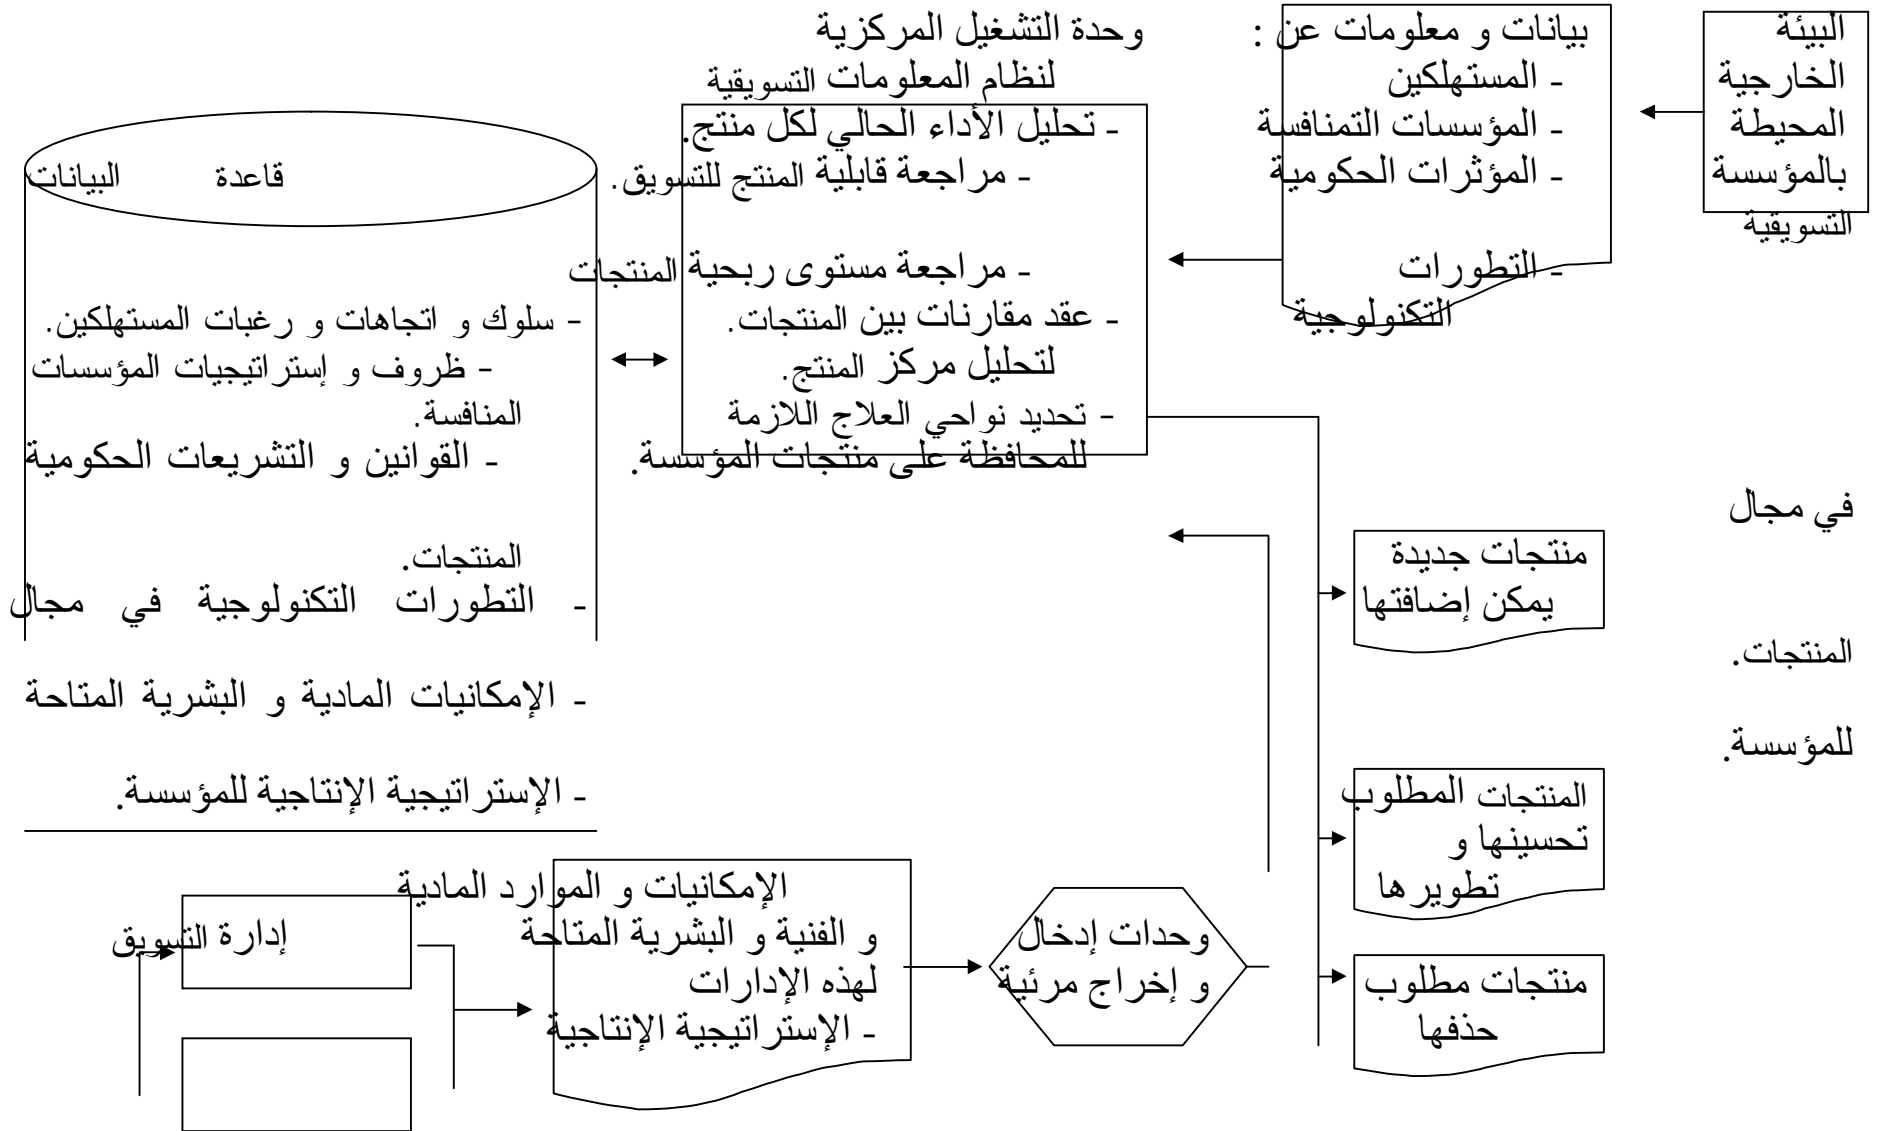 البيئة
الخارجية
المحيطة
بالمؤسسة
التسويقية
بيانات و معلومات عن :
- المستهلكين
- المؤسسات التمنافسة
- المؤثرات الحكومية
- التطورات
التكنولوجية
وحدة التشغيل المركزية
لنظام المعلومات التسويقية
- تحليل الأداء الحالي لكل منتج.
- مراجعة قابلية المنتج للتسويق.
- مراجعة مستوى ربحية المنتجات
- عقد مقارنات بين المنتجات.
لتحليل مركز المنتج.
- تحديد نواحي العلاج اللازمة
للمحافظة على منتجات المؤسسة.
قاعدة البيانات
- سلوك و اتجاهات و رغبات المستهلكين.
- ظروف و إستراتيجيات المؤسسات
المنافسة.
- القوانين و التشريعات الحكومية
في مجال
المنتجات.
- التطورات التكنولوجية في مجال
المنتجات.
- الإمكانيات المادية و البشرية المتاحة
للمؤسسة.
- الإستراتيجية الإنتاجية للمؤسسة.
منتجات جديدة
يمكن إضافتها
المنتجات المطلوب
تحسينها و
تطويرها
منتجات مطلوب
حذفها
وحدات إدخال
و إخراج مرئية
الإمكانيات و الموارد المادية
و الفنية و البشرية المتاحة
لهذه الإدارات
- الإستراتيجية الإنتاجية
إدارة التسويق